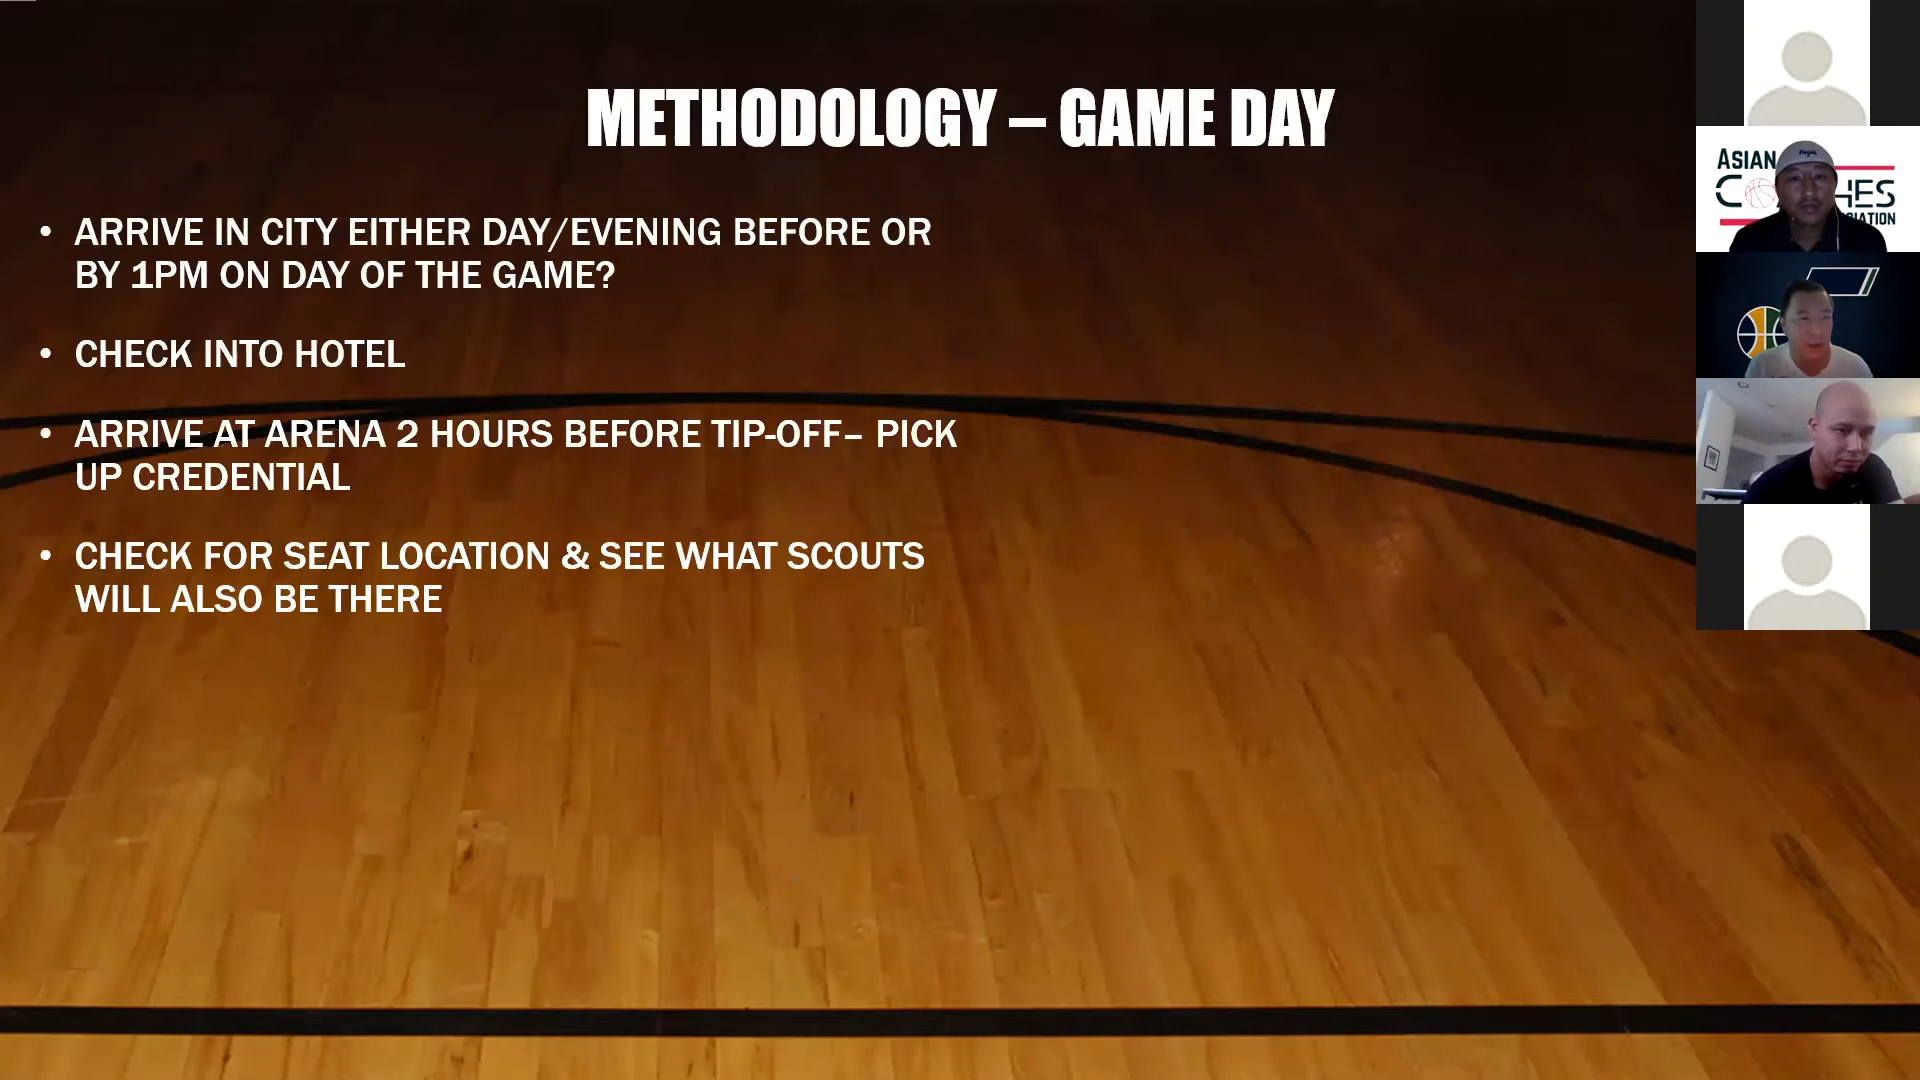 METHODOLOGY – GAME DAY
• ARRIVE IN CITY EITHER DAY/EVENING BEFORE OR
BY 1PM ON DAY OF THE GAME?
• CHECK INTO HOTEL
• ARRIVE AT ARENA 2 HOURS BEFORE TIP-OFF– PICK
UP CREDENTIAL
• CHECK FOR SEAT LOCATION & SEE WHAT SCOUTS
WILL ALSO BE THERE
ASIAN